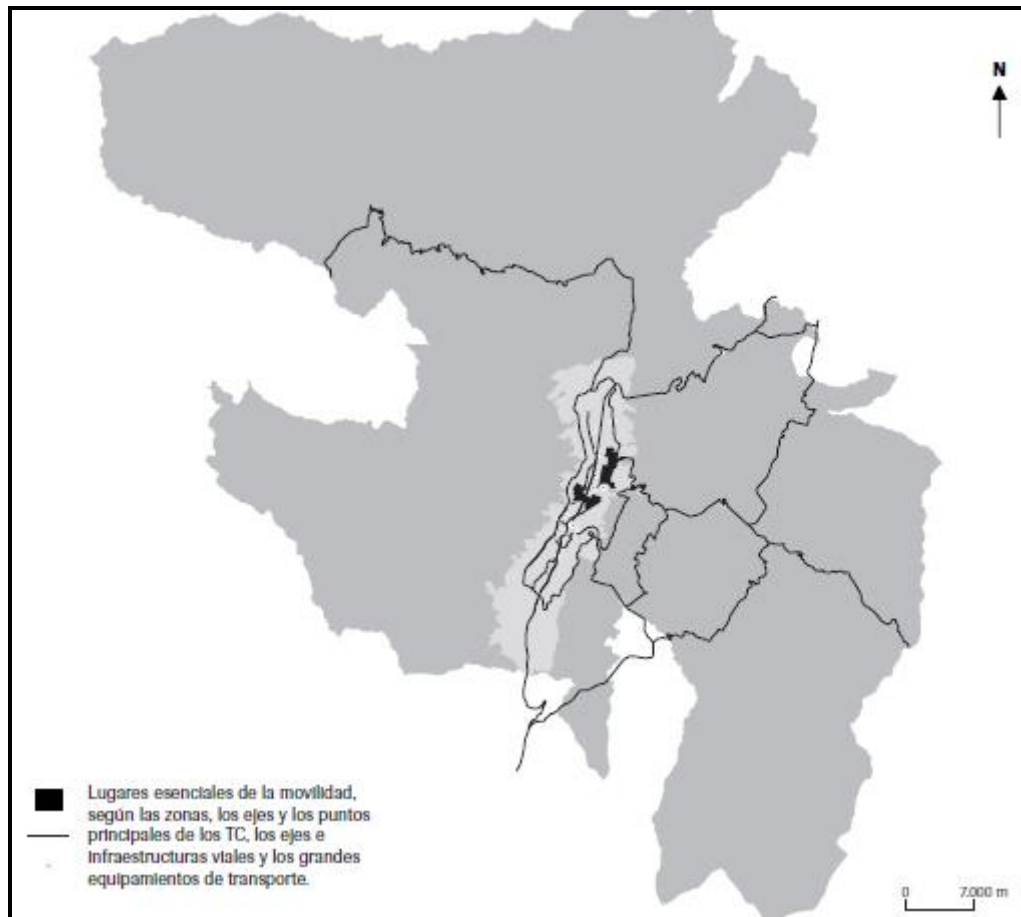 N
Lugares esenciales de la movilidad,
según las zonas, los ejes y los puntos
principales de los TC, los ejes e
infraestructuras viales y los grandes
equipamientos de transporte.
0 7.000 m